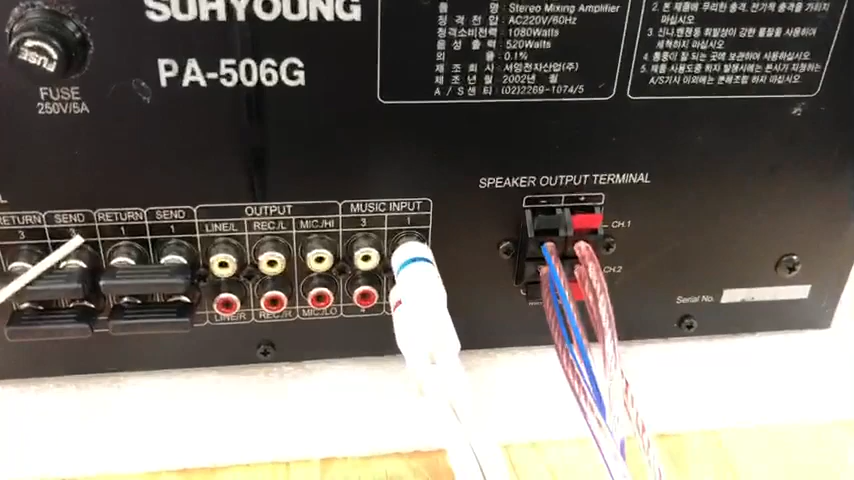 SUHYOUNG
PA-506G
FUSE
FUSE
250V/5A
품 명 : Stereo Mixing Amplifier
정 격 전 압 : AC220V/60Hz
정격소비전력 : 1080Watts
음 성 출 력 : 520Watts
외 율 : 0.1%
제 조 회 사 : 서영전자산업(주)
제 조 년 월 : 2002년 월
A / S 센 타 : (02)2269-1074/5
2. 본 제품에 무리한 충격, 전기적 충격을 가하지
마십시오
3. 신나, 벤젠등 휘발성이 강한 물질을 사용하여
세척하지 마십시오
4. 통풍이 잘 되는 곳에 보관하여 사용하십시오
5. 제품 사용도중 하자 발생시에는 본사가 지정하는
A/S기사 이외에는 분해조합 하지 마십시오
SPEAKER OUTPUT TERMINAL
- +
CH.1
CH.2
RETURN SEND RETURN SEND OUTPUT MUSIC INPUT
3 3 1 1 LINE/L REC/L MIC/HI 3 1
LINE/R REC/R MIC/LO 4
Serial No.